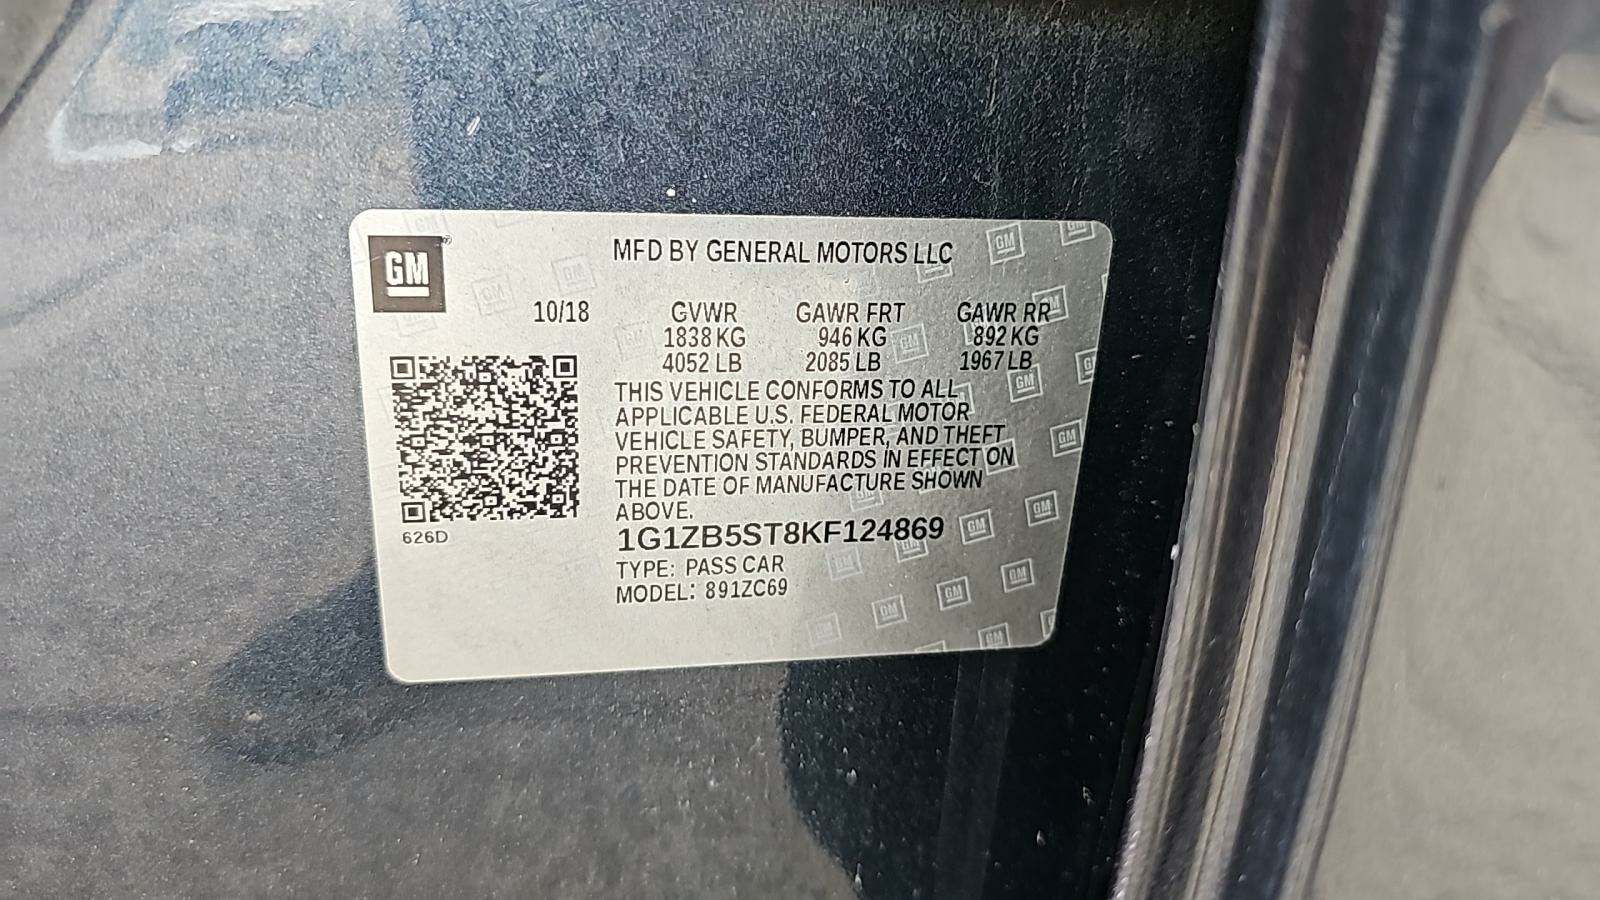 GM
MFD BY GENERAL MOTORS LLC
10/18 GVWR GAWR FRT GAWR RR
1838 KG 946 KG 892 KG
4052 LB 2085 LB 1967 LB
THIS VEHICLE CONFORMS TO ALL
APPLICABLE U.S. FEDERAL MOTOR
VEHICLE SAFETY, BUMPER, AND THEFT
PREVENTION STANDARDS IN EFFECT ON
THE DATE OF MANUFACTURE SHOWN
ABOVE.
626D
1G1ZB5ST8KF124869
TYPE: PASS CAR
MODEL: 891ZC69